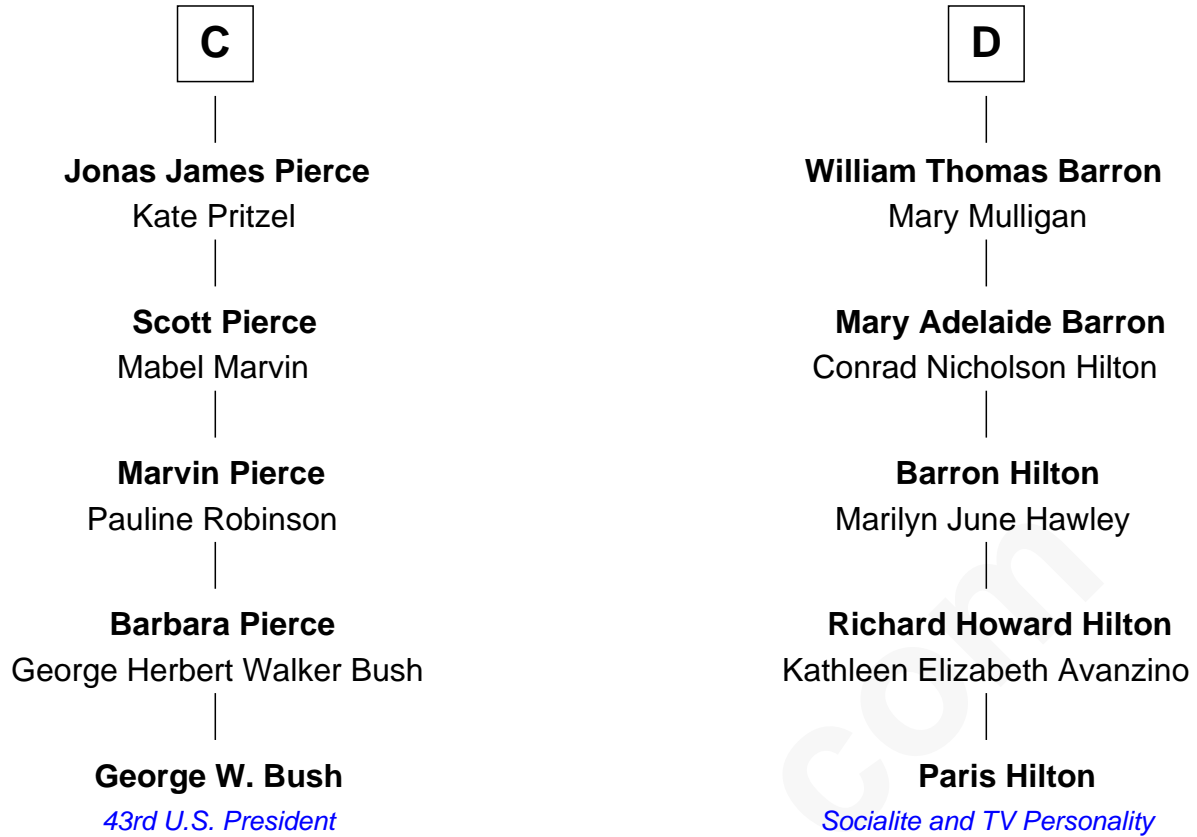 C
Jonas James Pierce
Kate Pritzel
Scott Pierce
Mabel Marvin
Marvin Pierce
Pauline Robinson
Barbara Pierce
George Herbert Walker Bush
George W. Bush
43rd U.S. President
D
William Thomas Barron
Mary Mulligan
Mary Adelaide Barron
Conrad Nicholson Hilton
Barron Hilton
Marilyn June Hawley
Richard Howard Hilton
Kathleen Elizabeth Avanzino
Paris Hilton
Socialite and TV Personality
com